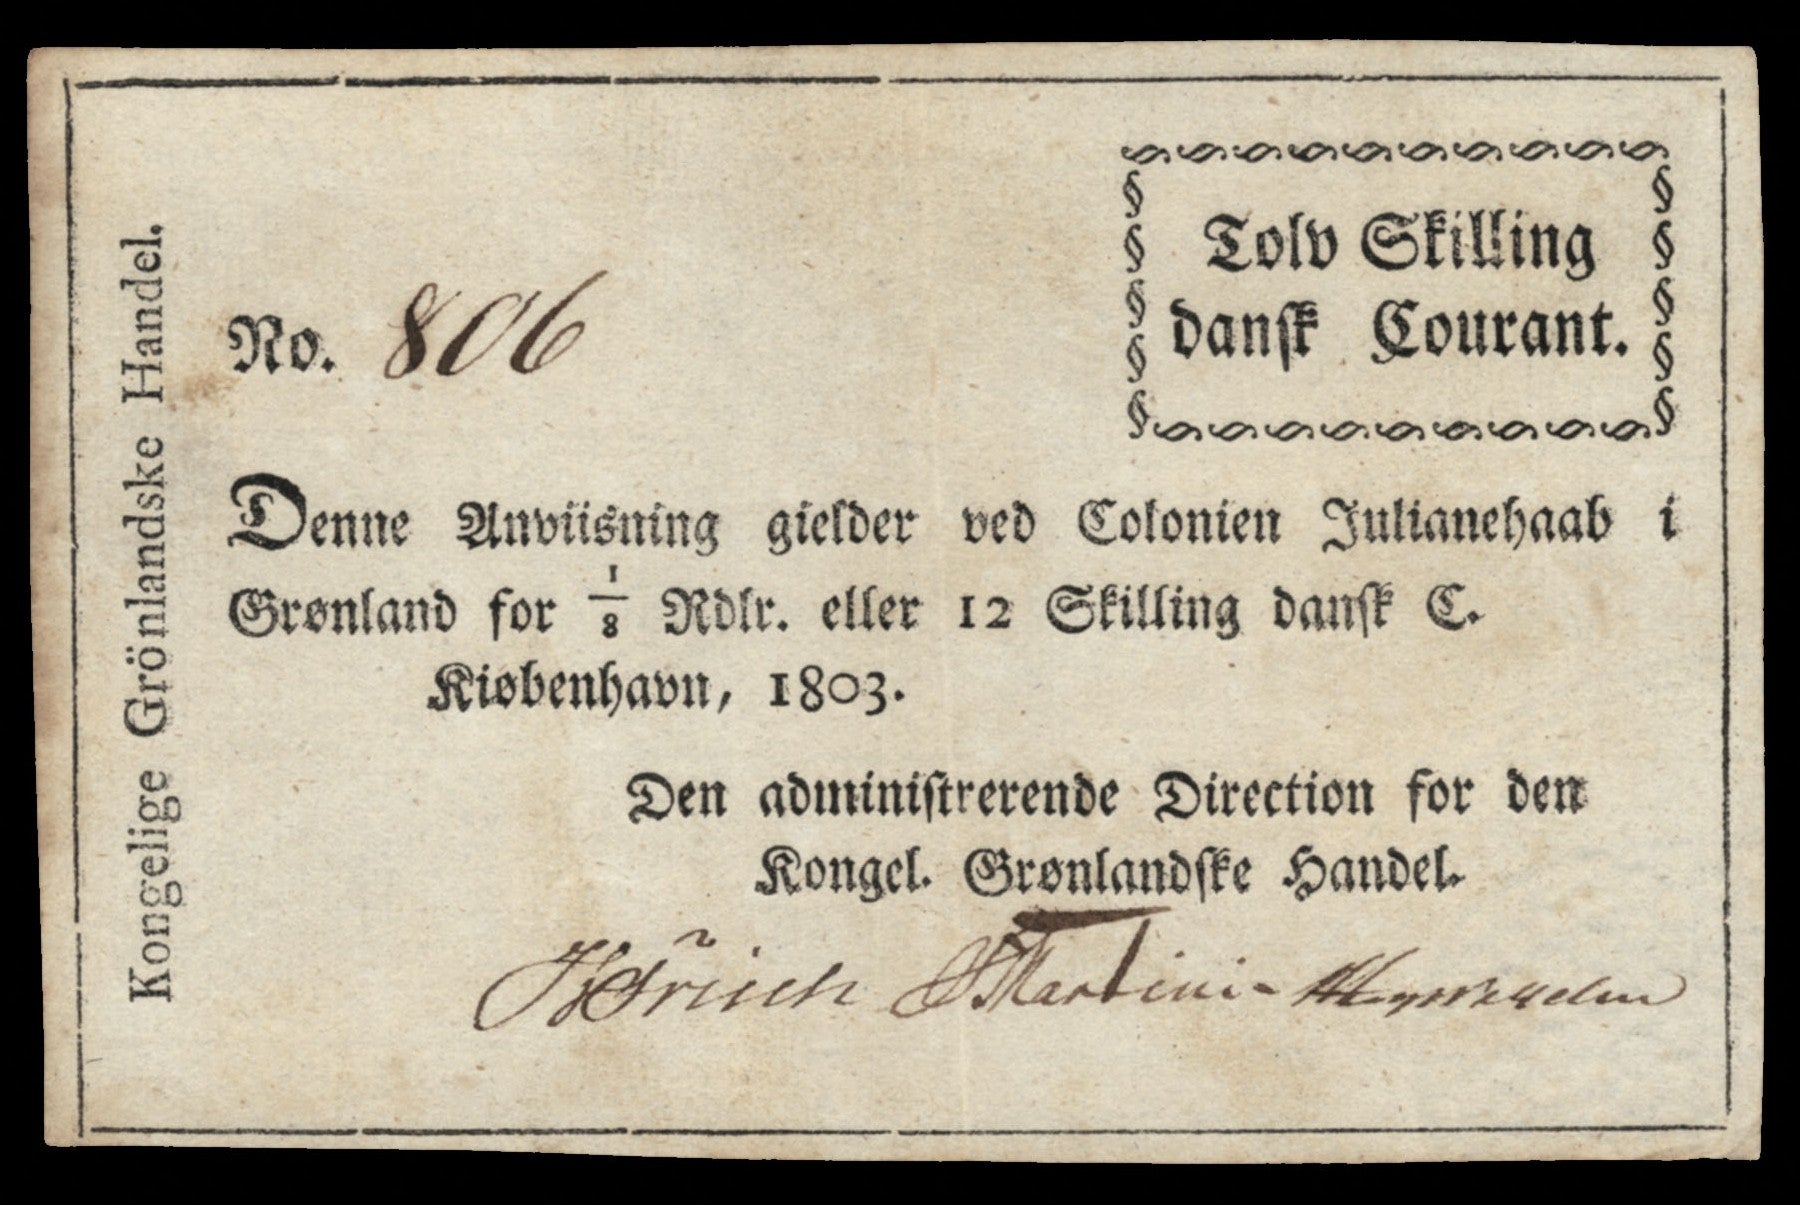 Kongelige Grönlandske Handel.
Tolv Skilling
dansk Courant.
No. 806
Denne Anviisning gielder ved Colonien Julianehaab i
Grønland for 1/8 Rdlr. eller 12 Skilling dansk C.
Kiøbenhavn, 1803.
Den administrerende Direction for den
Kongel. Grønlandske Handel.
Martini